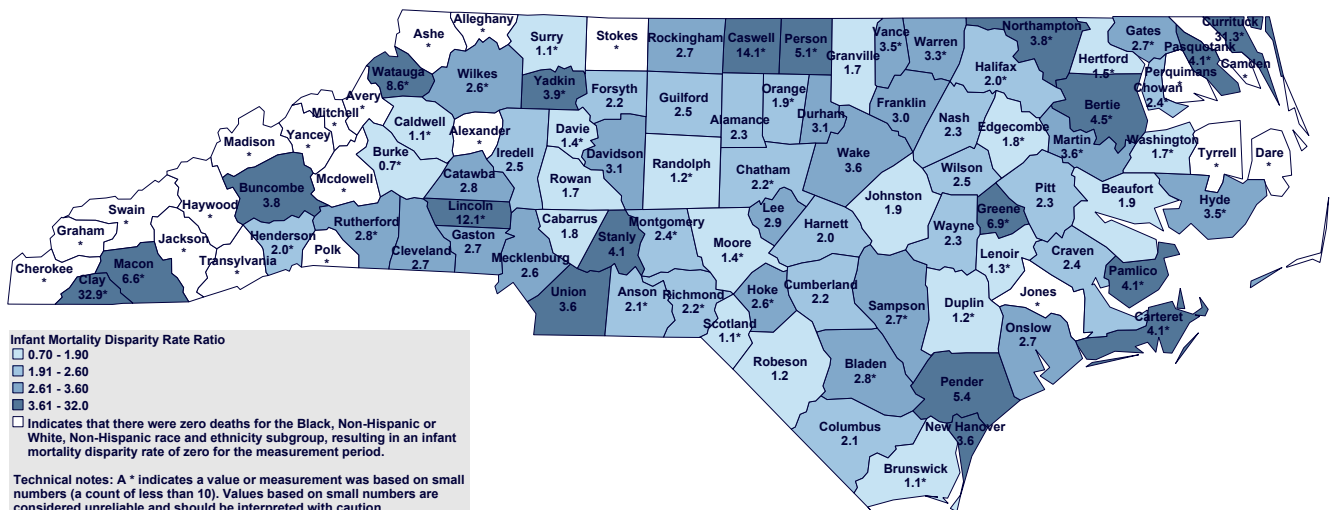 Ashe
*
Alleghany
*
Surry
1.1*
Stokes
*
Rockingham
2.7
Caswell
14.1*
Person
5.1*
Granville
1.7
Vance
3.5*
Warren
3.3*
Northampton
3.8*
Halifax
2.0*
Hertford
1.5*
Gates
2.7*
Currituck
31.3*
Pasquotank
4.1*
Camden
*
Perquimans
*
Chowan
2.4*
Watauga
8.6*
Wilkes
2.6*
Yadkin
3.9*
Forsyth
2.2
Guilford
2.5
Alamance
2.3
Orange
1.9*
Durham
3.1
Franklin
3.0
Nash
2.3
Edgecombe
1.8*
Bertie
4.5*
Martin
3.6*
Washington
1.7*
Tyrrell
*
Dare
*
Avery
*
Mitchell
*
Yancey
*
Madison
*
Caldwell
1.1*
Alexander
*
Iredell
2.5
Davie
1.4*
Davidson
3.1
Randolph
1.2*
Chatham
2.2*
Wake
3.6
Wilson
2.5
Pitt
2.3
Beaufort
1.9
Hyde
3.5*
Burke
0.7*
Mcdowell
*
Buncombe
3.8
Haywood
*
Swain
*
Graham
*
Cherokee
*
Clay
32.9*
Macon
6.6*
Jackson
*
Transylvania
*
Henderson
2.0*
Polk
*
Rutherford
2.8*
Cleveland
2.7
Catawba
2.8
Lincoln
12.1*
Gaston
2.7
Mecklenburg
2.6
Rowan
1.7
Cabarrus
1.8
Stanly
4.1
Montgomery
2.4*
Moore
1.4*
Lee
2.9
Harnett
2.0
Johnston
1.9
Wayne
2.3
Greene
6.9*
Lenoir
1.3*
Craven
2.4
Pamlico
4.1*
Jones
*
Carteret
4.1*
Onslow
2.7
Duplin
1.2*
Sampson
2.7*
Cumberland
2.2
Hoke
2.6*
Scotland
1.1*
Richmond
2.2*
Anson
2.1*
Union
3.6
Robeson
1.2
Bladen
2.8*
Pender
5.4
New Hanover
3.6
Columbus
2.1
Brunswick
1.1*
Infant Mortality Disparity Rate Ratio
0.70 - 1.90
1.91 - 2.60
2.61 - 3.60
3.61 - 32.0
Indicates that there were zero deaths for the Black, Non-Hispanic or
White, Non-Hispanic race and ethnicity subgroup, resulting in an infant
mortality disparity rate of zero for the measurement period.
Technical notes: A * indicates a value or measurement was based on small
numbers (a count of less than 10). Values based on small numbers are
considered unreliable and should be interpreted with caution